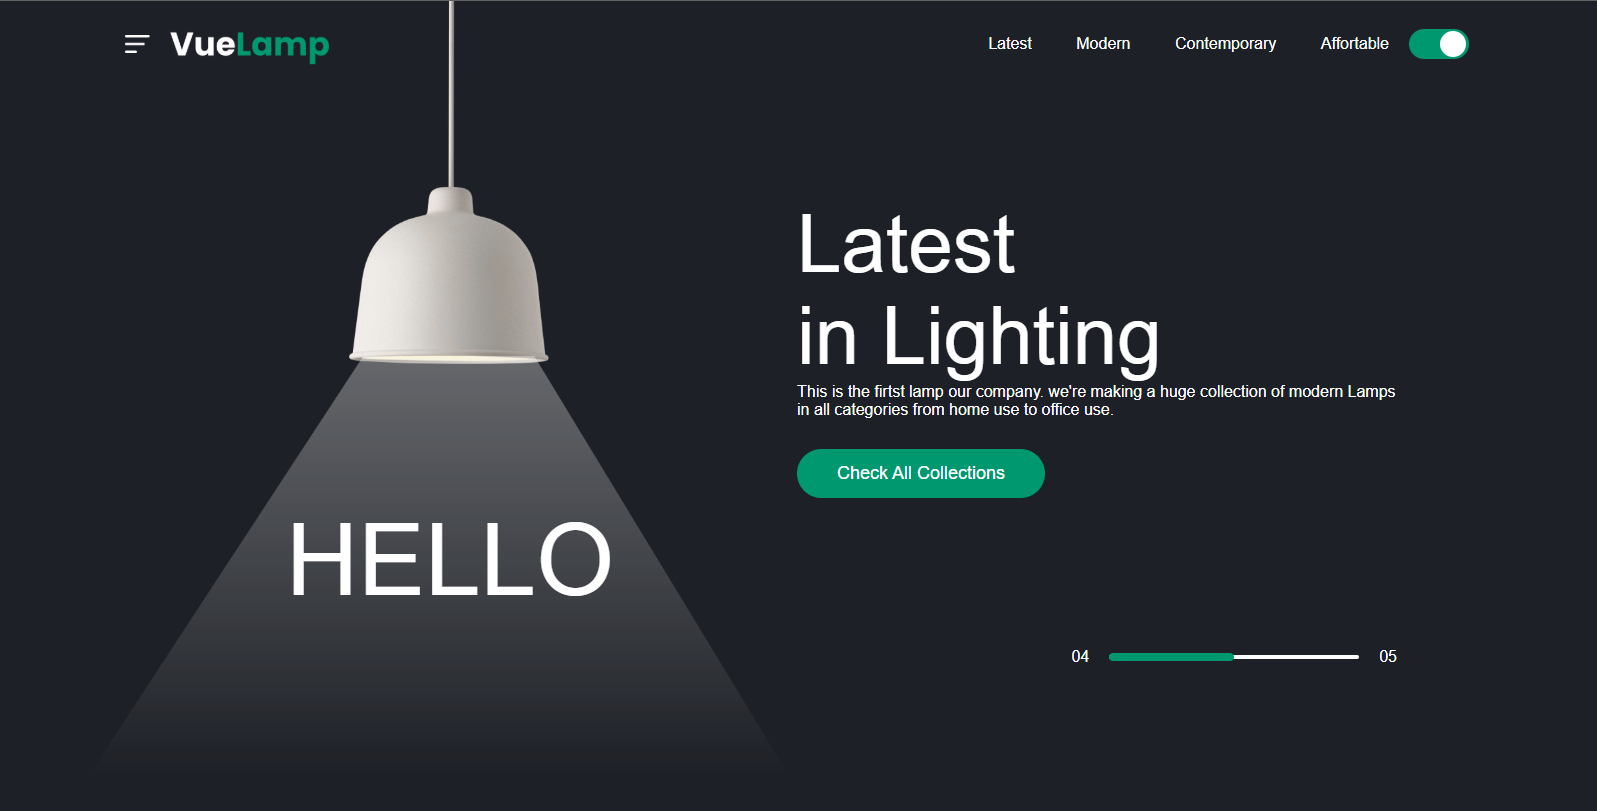 VueLamp
Latest
Modern
Contemporary
Affortable
Latest
in Lighting
This is the firtst lamp our company. we're making a huge collection of modern Lamps
in all categories from home use to office use.
Check All Collections
HELLO
04
05